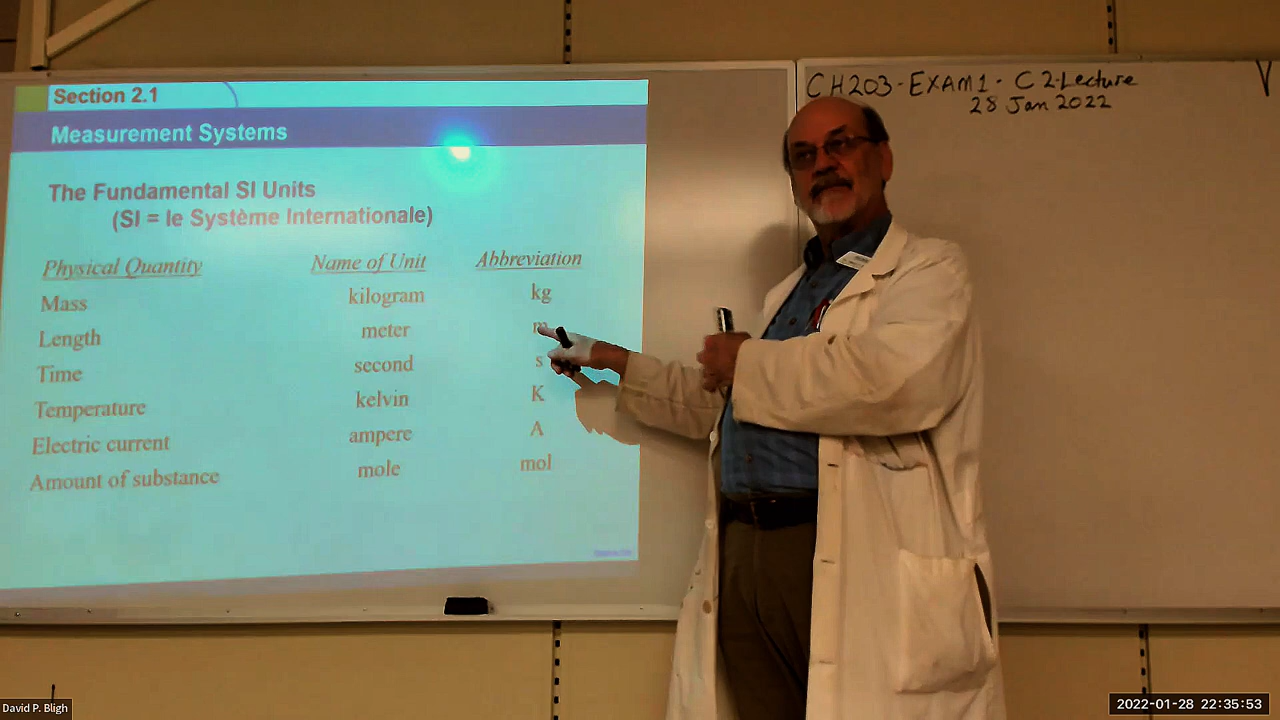 Section 2.1
Measurement Systems
The Fundamental SI Units
(SI = le Système Internationale)
Physical Quantity Name of Unit Abbreviation
Mass kilogram kg
Length meter m
Time second s
Temperature kelvin K
Electric current ampere A
Amount of substance mole mol
CH203-EXAM1- C2-Lecture
28 Jan 2022
David P. Bligh
2022-01-28 22:35:53